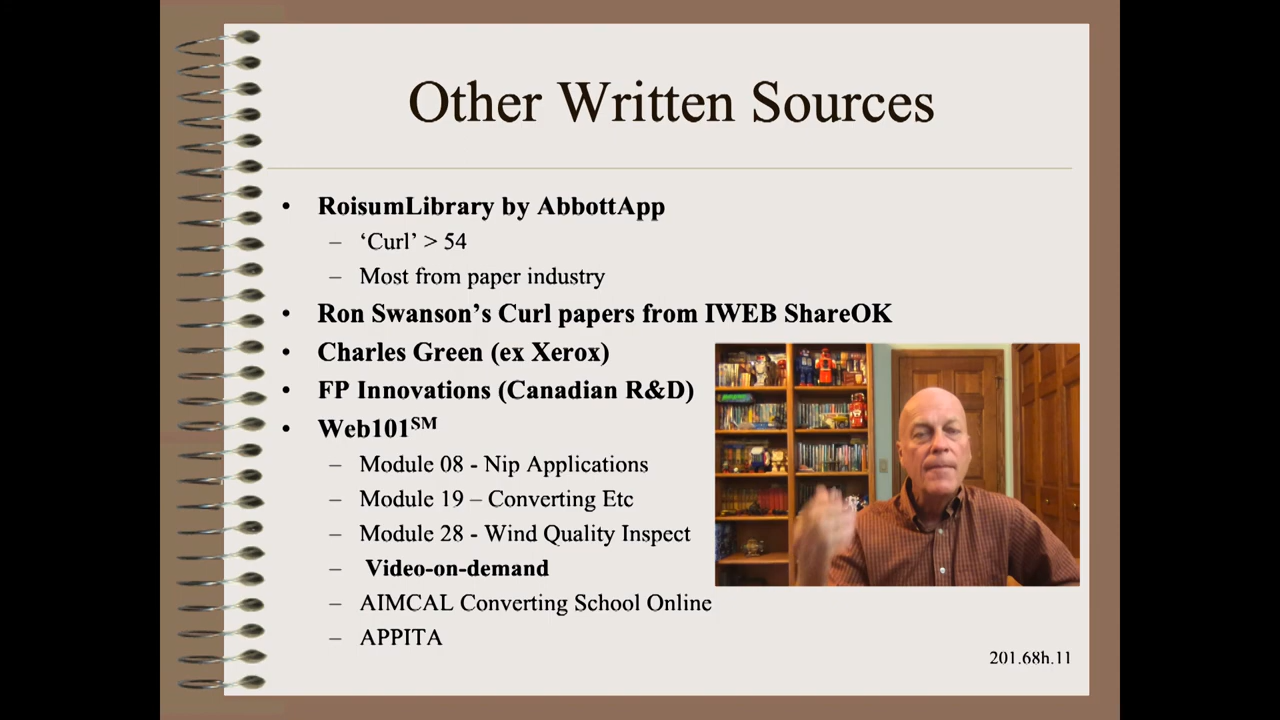 Other Written Sources
• RoisumLibrary by AbbottApp
– ‘Curl’ > 54
– Most from paper industry
• Ron Swanson’s Curl papers from IWEB ShareOK
• Charles Green (ex Xerox)
• FP Innovations (Canadian R&D)
• Web101SM
– Module 08 - Nip Applications
– Module 19 – Converting Etc
– Module 28 - Wind Quality Inspect
– Video-on-demand
– AIMCAL Converting School Online
– APPITA
201.68h.11